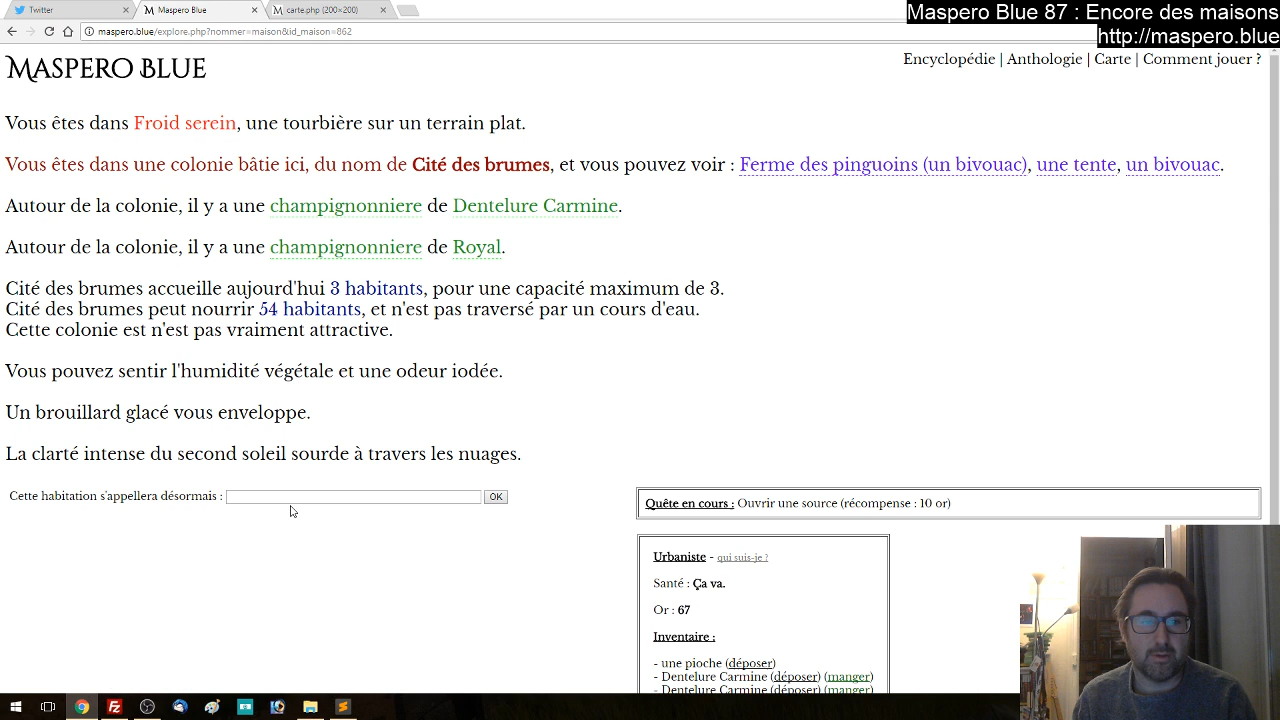 Twitter
Maspero Blue
carte.php (200×200)
Maspero Blue 87 : Encore des maisons
maspero.blue/explore.php?nommer=maison&id_maison=862
http://maspero.blue
Maspero Blue
Encyclopédie | Anthologie | Carte | Comment jouer ?
Vous êtes dans Froid serein, une tourbière sur un terrain plat.
Vous êtes dans une colonie bâtie ici, du nom de Cité des brumes, et vous pouvez voir : Ferme des pinguoins (un bivouac), une tente, un bivouac.
Autour de la colonie, il y a une champignonniere de Dentelure Carmine.
Autour de la colonie, il y a une champignonniere de Royal.
Cité des brumes accueille aujourd'hui 3 habitants, pour une capacité maximum de 3.
Cité des brumes peut nourrir 54 habitants, et n'est pas traversé par un cours d'eau.
Cette colonie est n'est pas vraiment attractive.
Vous pouvez sentir l'humidité végétale et une odeur iodée.
Un brouillard glacé vous enveloppe.
La clarté intense du second soleil sourde à travers les nuages.
Cette habitation s'appellera désormais :
OK
Quête en cours : Ouvrir une source (récompense : 10 or)
Urbaniste - qui suis-je ?
Santé : Ça va.
Or : 67
Inventaire :
- une pioche (déposer)
- Dentelure Carmine (déposer) (manger)
- Dentelure Carmine (déposer) (manger)